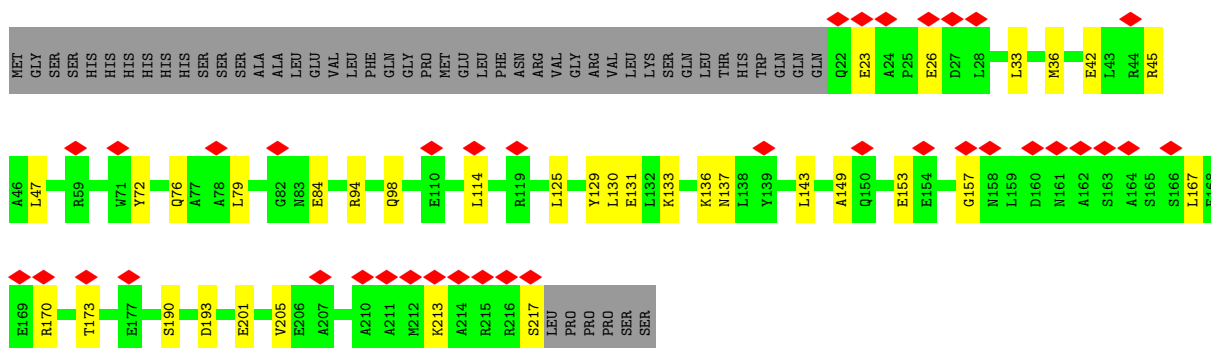 MET GLY SER SER HIS HIS HIS HIS HIS HIS SER SER SER ALA ALA LEU GLU VAL LEU PHE GLN GLY PRO MET GLU LEU PHE ASN ARG VAL GLY ARG VAL LEU LYS SER GLN LEU THR HIS TRP GLN GLN GLN Q22 E23 A24 P25 E26 D27 L28 L33 M36 E42 L43 R44 R45
A46 L47 R59 W71 Y72 Q76 A77 A78 L79 G82 N83 E84 R94 Q98 E110 L114 R119 L125 Y129 L130 E131 L132 K133 K136 N137 L138 Y139 L143 A149 Q150 E153 E154 G157 N158 L159 D160 N161 A162 S163 A164 S165 S166 L167
E169 R170 T173 E177 S190 D193 E201 V205 E206 A207 A210 A211 M212 K213 A214 R215 R216 S217 LEU PRO PRO PRO SER SER